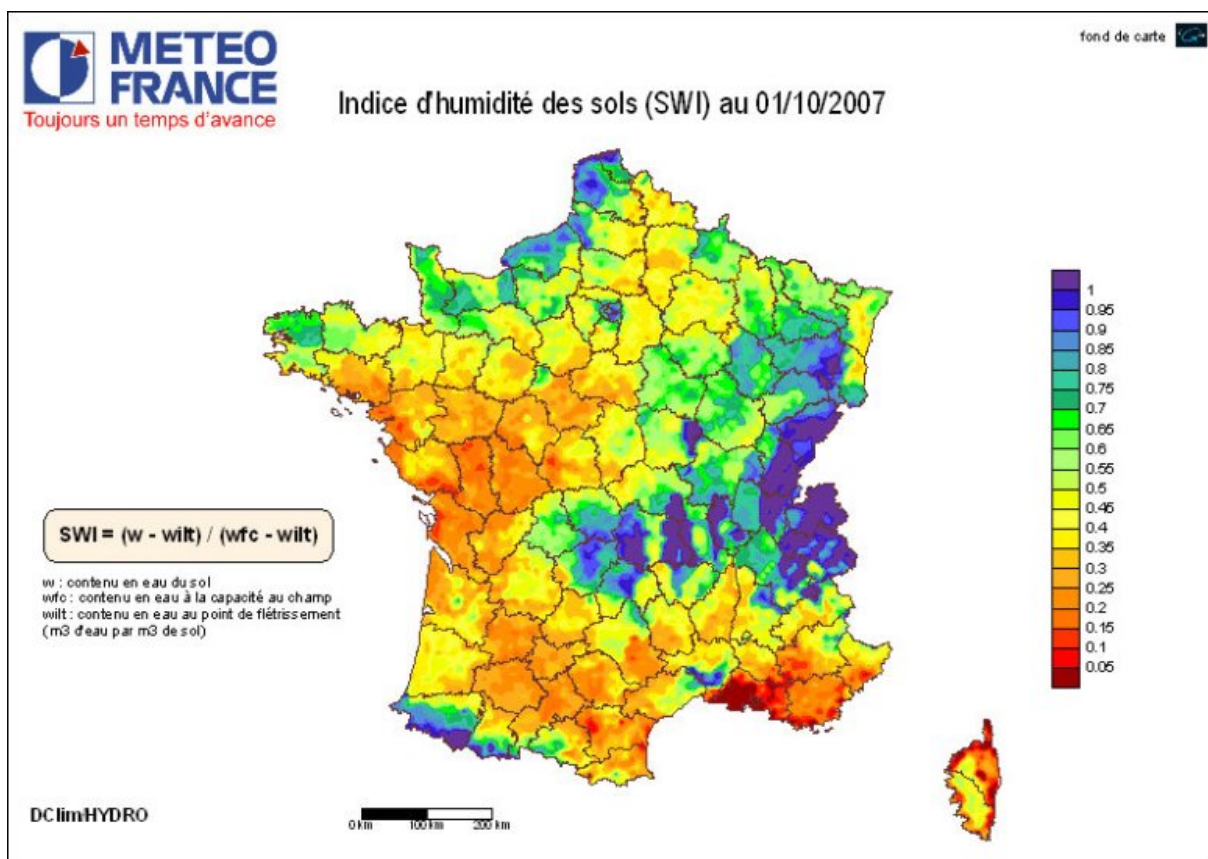 METEO
FRANCE
Toujours un temps d'avance
fond de carte
Indice d'humidité des sols (SWI) au 01/10/2007
1
0.95
0.9
0.85
0.8
0.75
0.7
0.65
0.6
0.55
0.5
0.45
0.4
0.35
0.3
0.25
0.2
0.15
0.1
0.05
SWI = (w - wilt) / (wfc - wilt)
w : contenu en eau du sol
wfc : contenu en eau à la capacité au champ
wilt : contenu en eau au point de flétrissement
(m3 d'eau par m3 de sol)
DClim/HYDRO
0 km 100 km 200 km